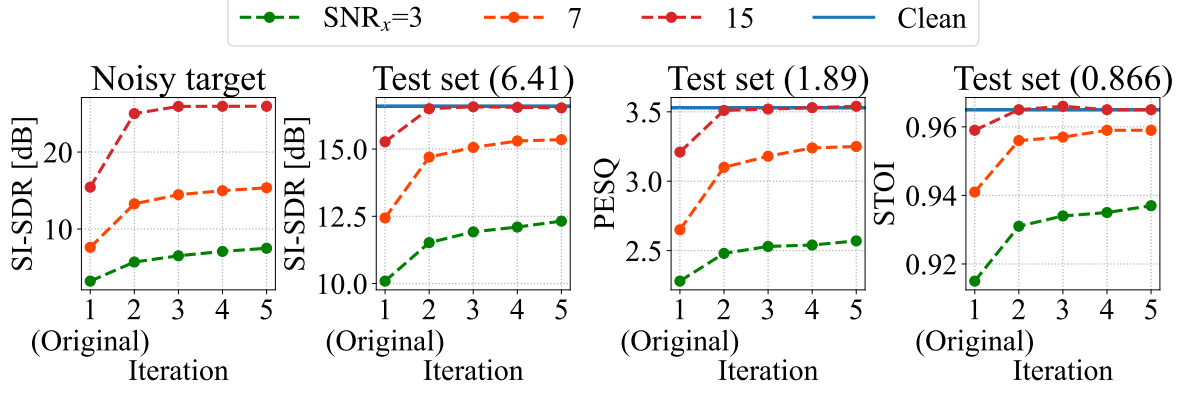 SNRx=3 7 15 Clean
Noisy target
SI-SDR [dB]
20
10
1 2 3 4 5
(Original)
Iteration
Test set (6.41)
SI-SDR [dB]
15.0
12.5
10.0
1 2 3 4 5
(Original)
Iteration
Test set (1.89)
PESQ
3.5
3.0
2.5
1 2 3 4 5
(Original)
Iteration
Test set (0.866)
STOI
0.96
0.94
0.92
1 2 3 4 5
(Original)
Iteration